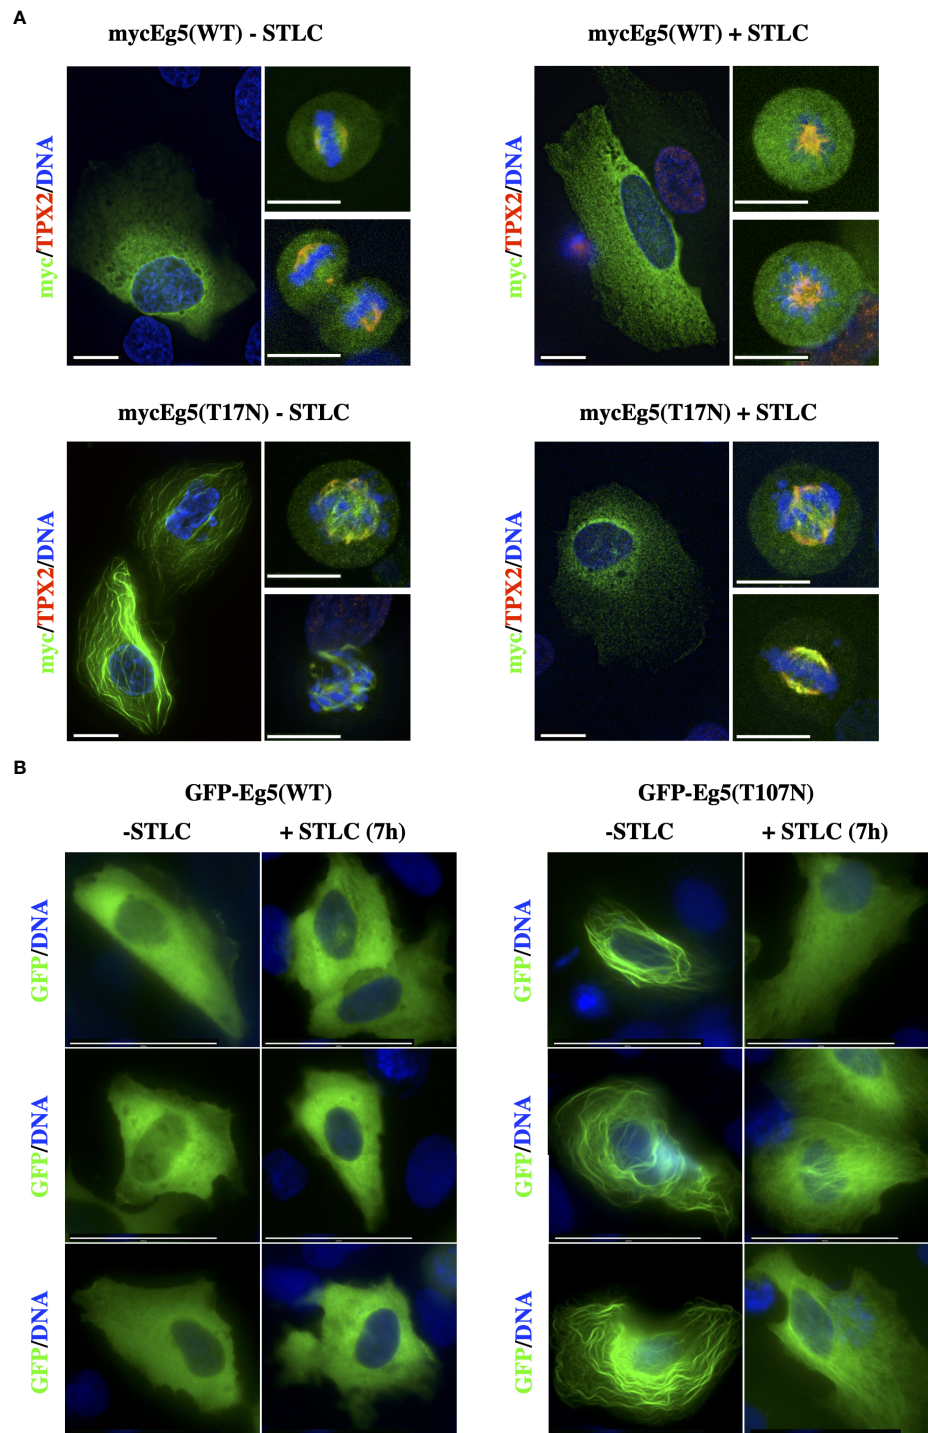 A
mycEg5(WT) - STLC
mycEg5(WT) + STLC
myc/TPX2/DNA
myc/TPX2/DNA
mycEg5(T17N) - STLC
mycEg5(T17N) + STLC
myc/TPX2/DNA
myc/TPX2/DNA
B
GFP-Eg5(WT)
GFP-Eg5(T107N)
-STLC
+ STLC (7h)
-STLC
+ STLC (7h)
GFP/DNA
GFP/DNA
GFP/DNA
GFP/DNA
GFP/DNA
GFP/DNA